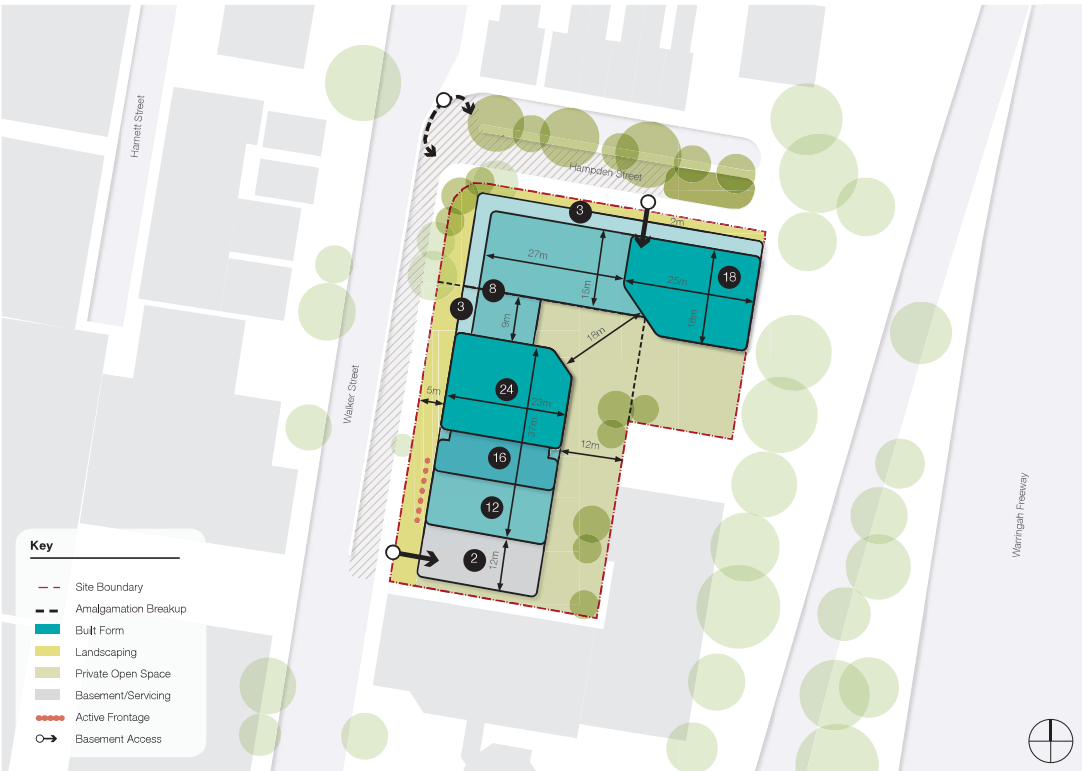 Harnett Street
Hampden Street
3
2m
27m
15m
18
25m
18m
8
3
9m
18m
24
5m
23m
37m
16
12m
12
2
12m
Walker Street
Warringah Freeway
Key
Site Boundary
Amalgamation Breakup
Built Form
Landscaping
Private Open Space
Basement/Servicing
Active Frontage
Basement Access